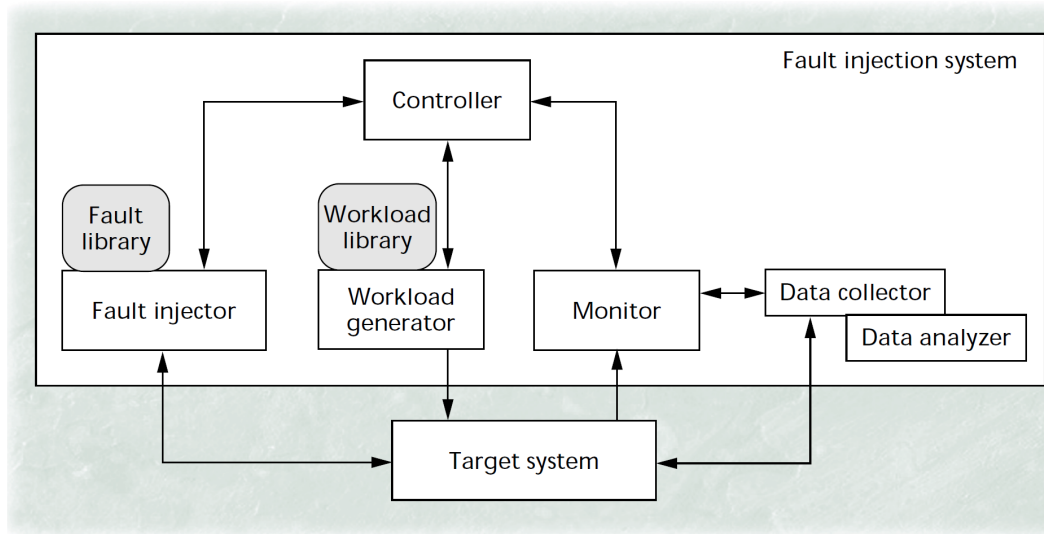 Fault injection system
Controller
Fault
library
Workload
library
Fault injector
Workload
generator
Monitor
Data collector
Data analyzer
Target system